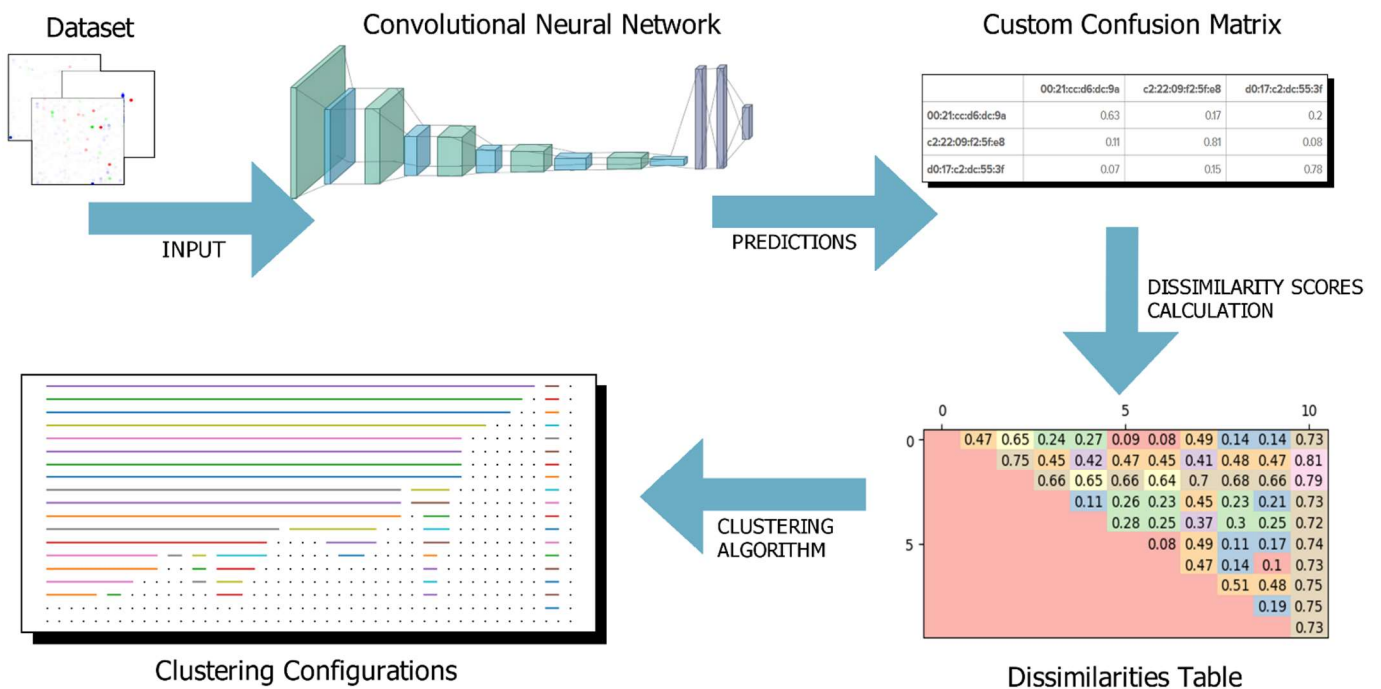 Dataset
Convolutional Neural Network
Custom Confusion Matrix
00:21:cc:d6:dc:9a c2:22:09:f2:5f:e8 d0:17:c2:dc:55:3f
00:21:cc:d6:dc:9a 0.63 0.17 0.2
c2:22:09:f2:5f:e8 0.11 0.81 0.08
d0:17:c2:dc:55:3f 0.07 0.15 0.78
INPUT
PREDICTIONS
DISSIMILARITY SCORES
CALCULATION
0 5 10
0 0.47 0.65 0.24 0.27 0.09 0.08 0.49 0.14 0.14 0.73
0.75 0.45 0.42 0.47 0.45 0.41 0.48 0.47 0.81
0.66 0.65 0.66 0.64 0.7 0.68 0.66 0.79
0.11 0.26 0.23 0.45 0.23 0.21 0.73
0.28 0.25 0.37 0.3 0.25 0.72
5 0.08 0.49 0.11 0.17 0.74
0.47 0.14 0.1 0.73
0.51 0.48 0.75
0.19 0.75
0.73
CLUSTERING
ALGORITHM
Clustering Configurations
Dissimilarities Table